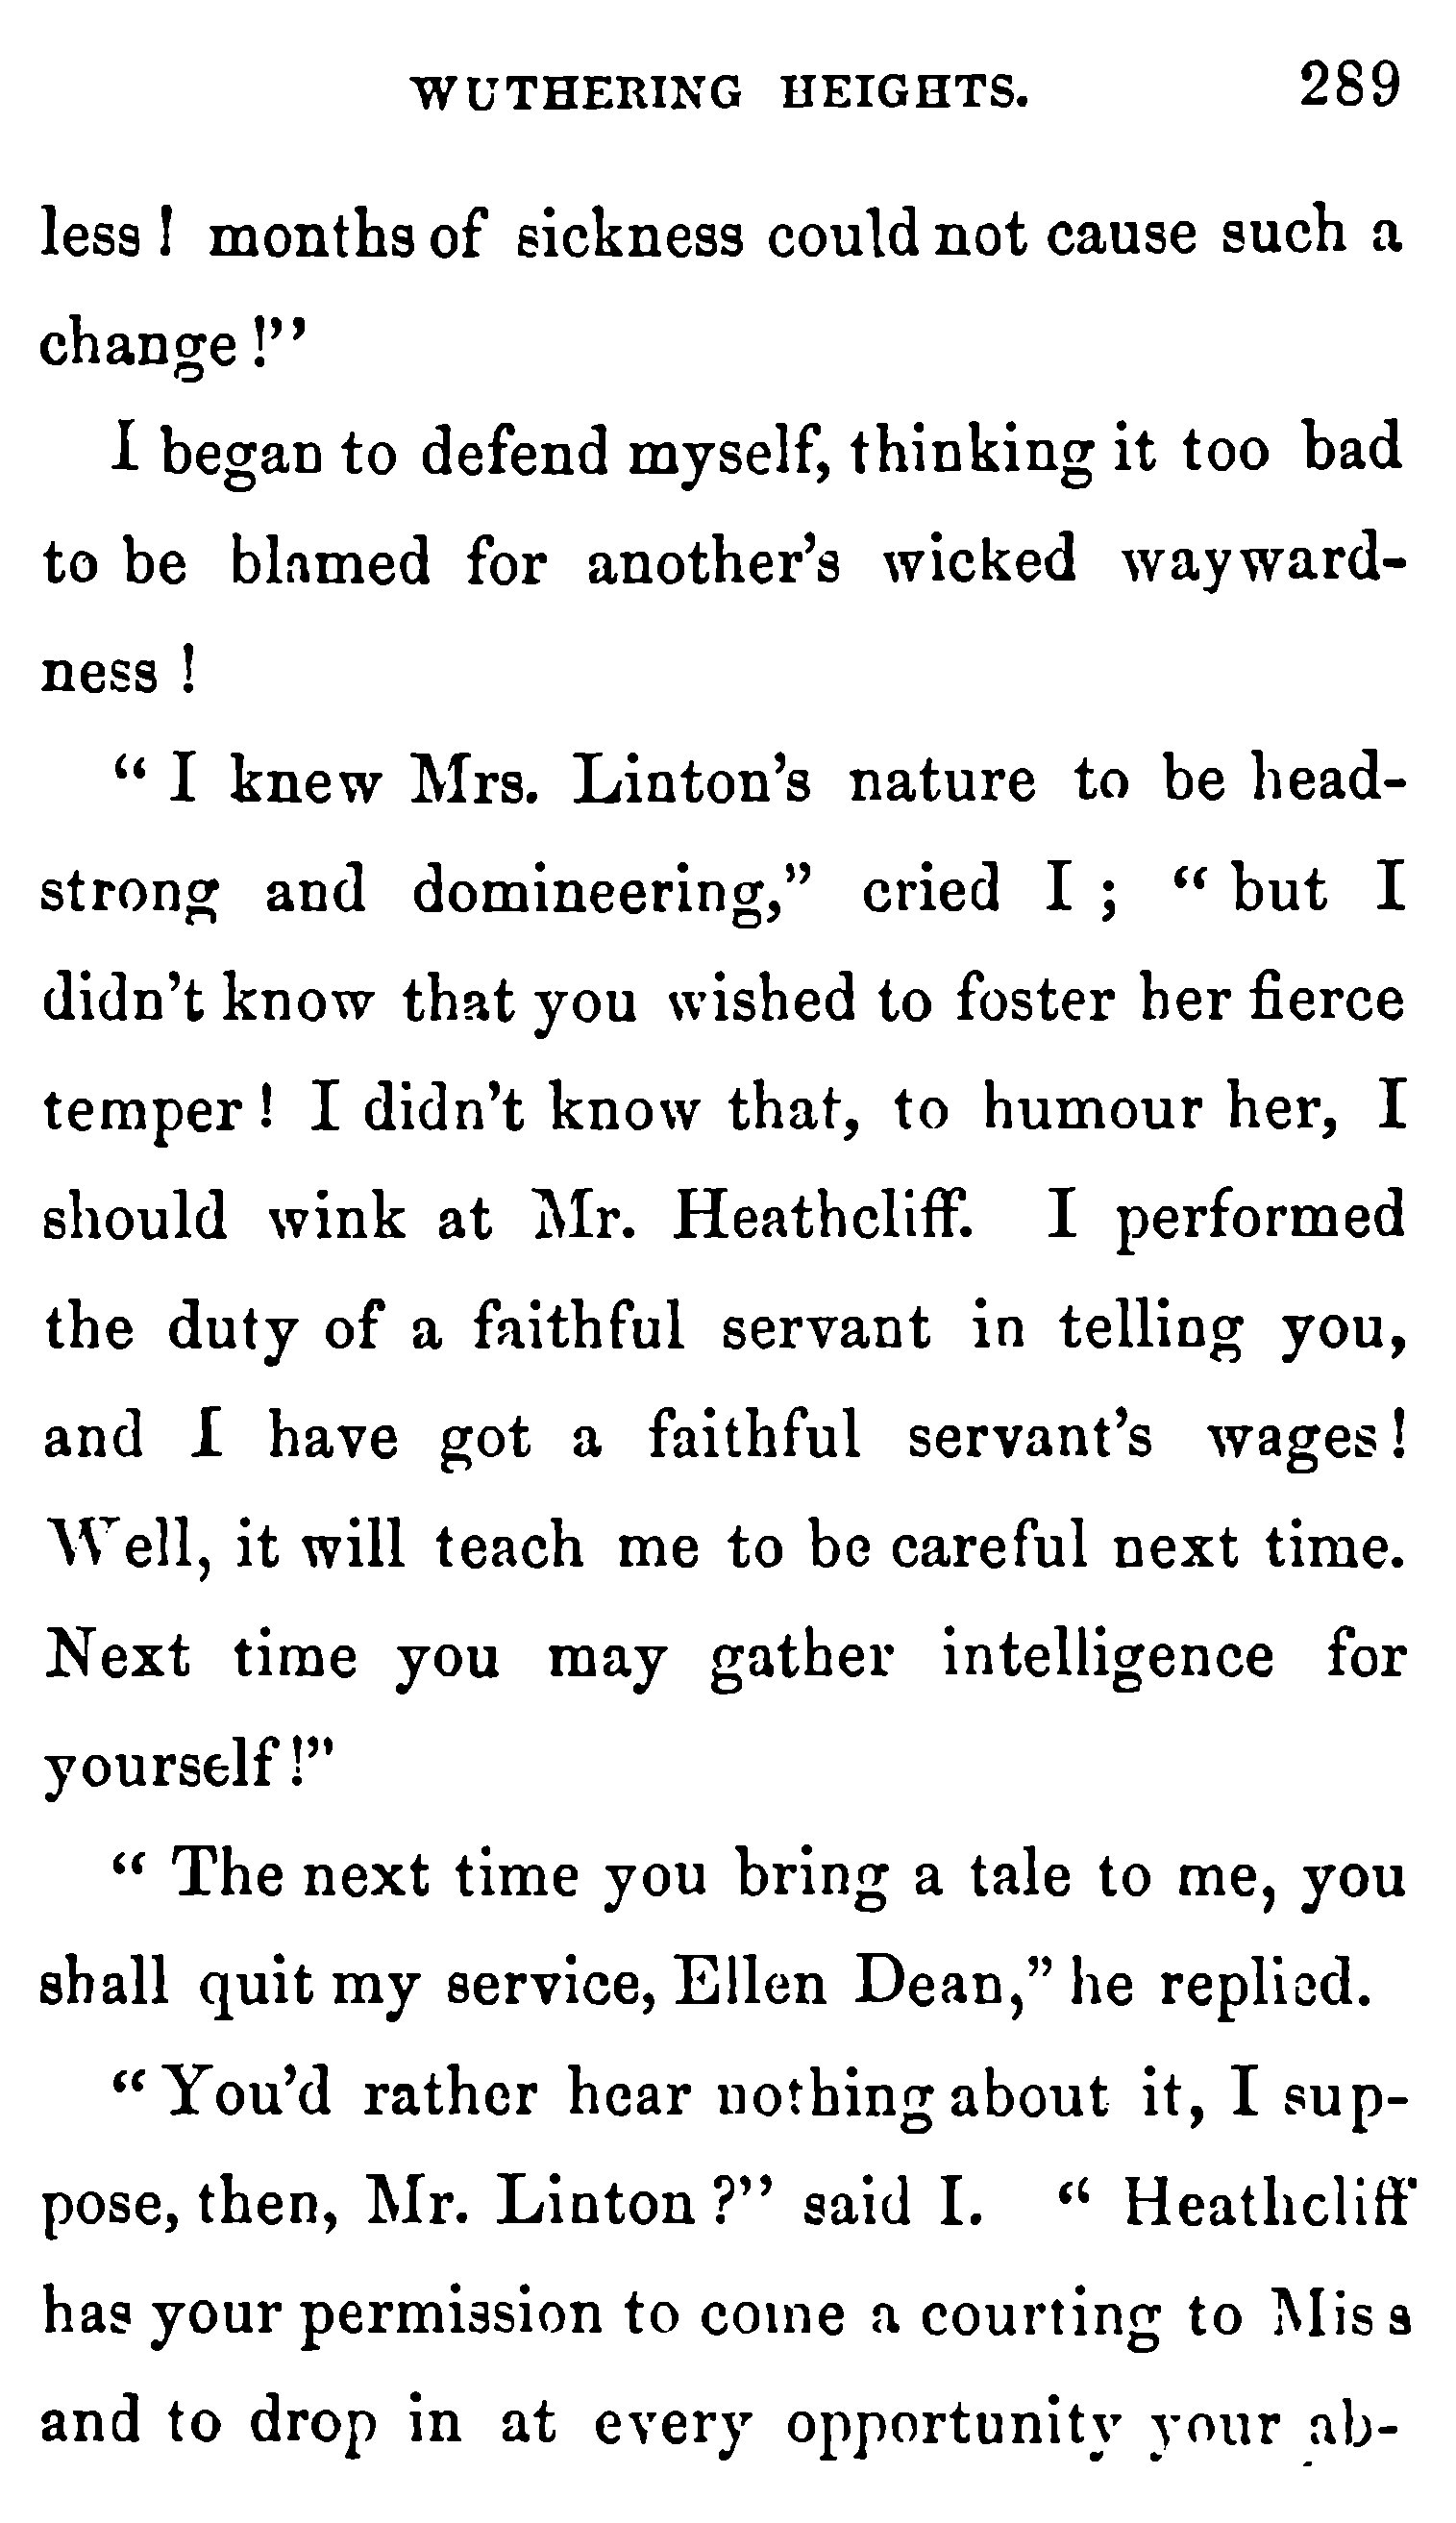 WUTHERING HEIGHTS. 289
less! months of sickness could not cause such a
change!"
I began to defend myself, thinking it too bad
to be blamed for another's wicked wayward-
ness!
"I knew Mrs. Linton's nature to be head-
strong and domineering," cried I; "but I
didn't know that you wished to foster her fierce
temper! I didn't know that, to humour her, I
should wink at Mr. Heathcliff. I performed
the duty of a faithful servant in telling you,
and I have got a faithful servant's wages!
Well, it will teach me to be careful next time.
Next time you may gather intelligence for
yourself!"
"The next time you bring a tale to me, you
shall quit my service, Ellen Dean," he replied.
"You'd rather hear nothing about it, I sup-
pose, then, Mr. Linton?" said I. "Heathcliff
has your permission to come a courting to Miss
and to drop in at every opportunity your ab-